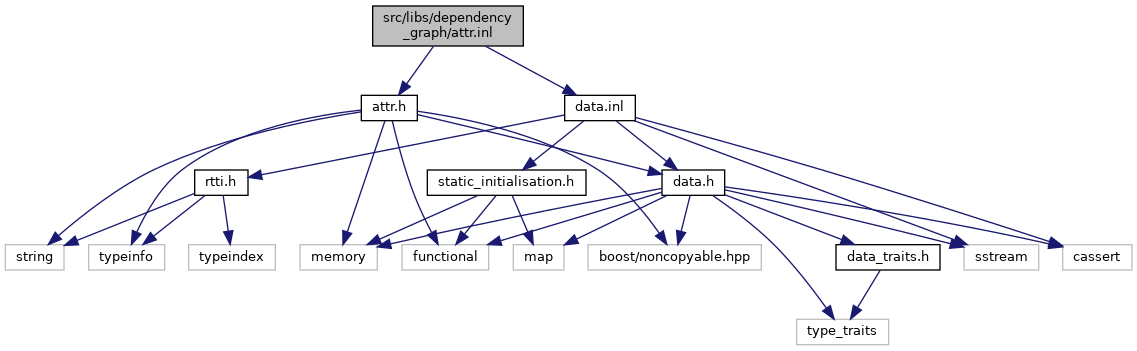 src/libs/dependency
_graph/attr.inl
attr.h
data.inl
rtti.h
static_initialisation.h
data.h
string
typeinfo
typeindex
memory
functional
map
boost/noncopyable.hpp
data_traits.h
sstream
cassert
type_traits